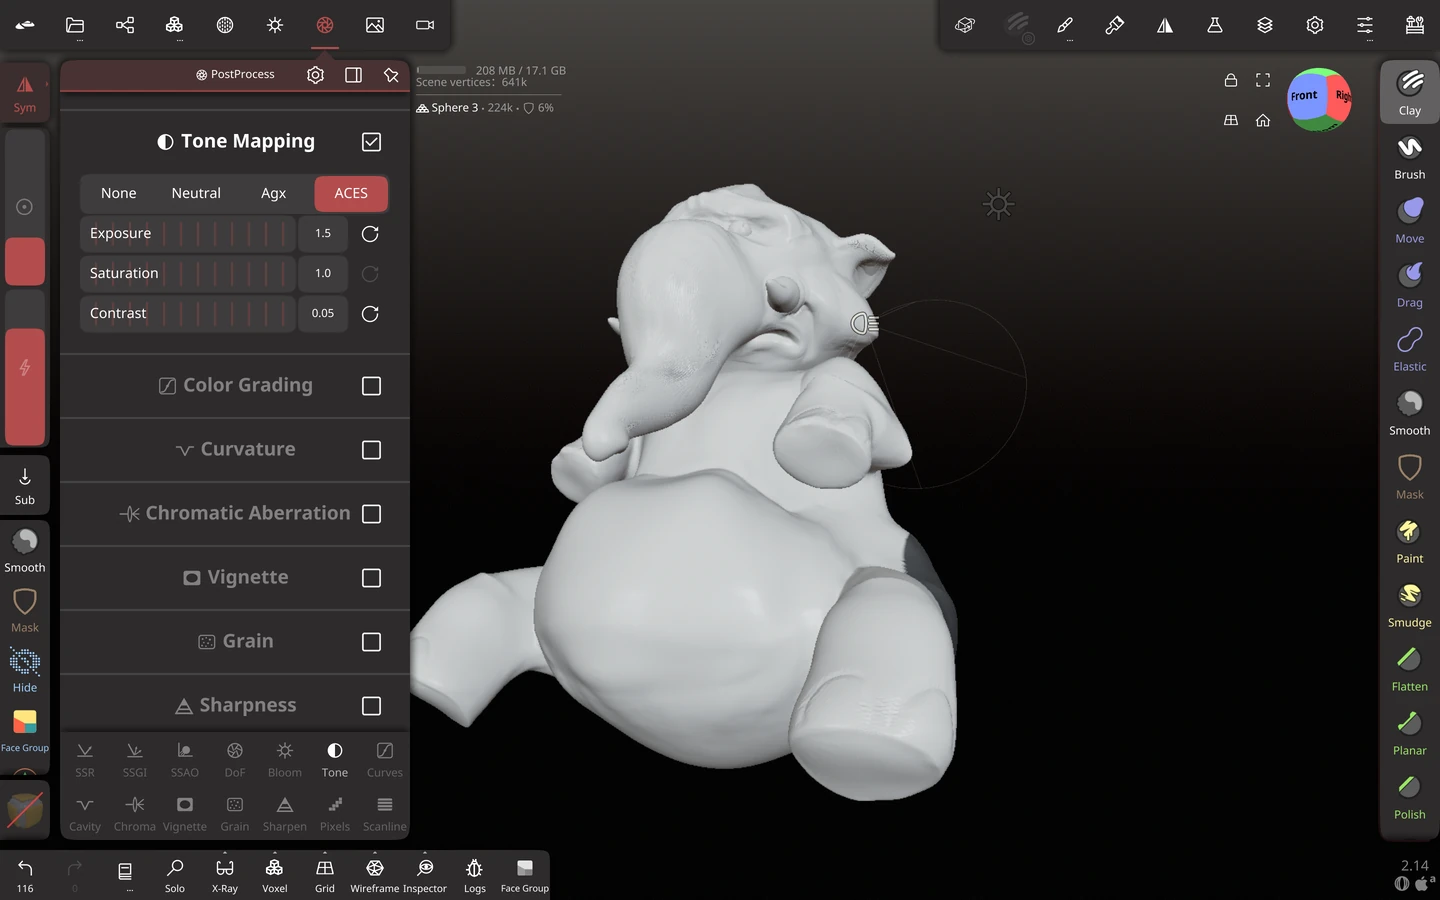 PostProcess
208 MB / 17.1 GB
Scene vertices: 641k
Sphere 3 · 224k · 6%
Front
Righ
Sym
Sub
Smooth
Mask
Hide
Face Group
Tone Mapping
None Neutral Agx ACES
Exposure 1.5
Saturation 1.0
Contrast 0.05
Color Grading
Curvature
Chromatic Aberration
Vignette
Grain
Sharpness
SSR SSGI SSAO DoF Bloom Tone Curves
Cavity Chroma Vignette Grain Sharpen Pixels Scanline
Clay
Brush
Move
Drag
Elastic
Smooth
Mask
Paint
Smudge
Flatten
Planar
Polish
116 0 ... Solo X-Ray Voxel Grid Wireframe Inspector Logs Face Group
2.14
a